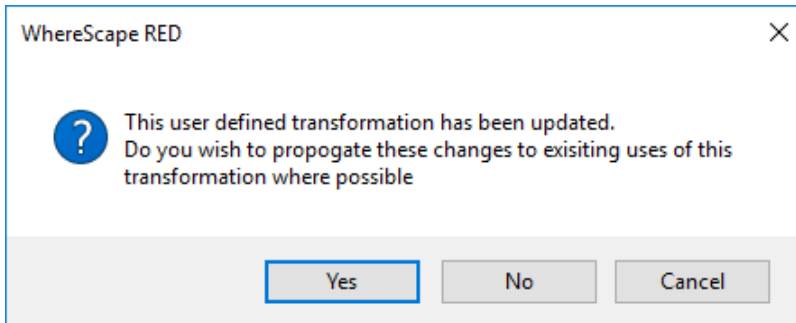 WhereScape RED
This user defined transformation has been updated.
Do you wish to propogate these changes to exisiting uses of this
transformation where possible
Yes
No
Cancel